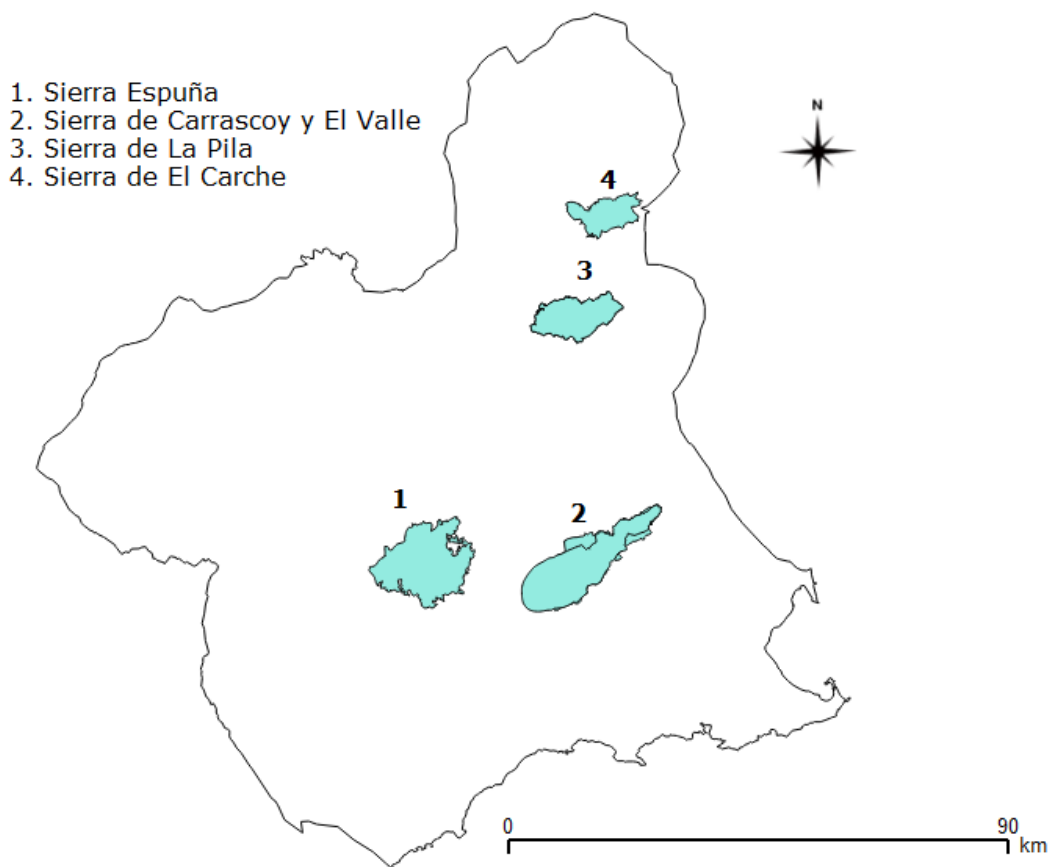 1. Sierra Espuña
2. Sierra de Carrascoy y El Valle
3. Sierra de La Pila
4. Sierra de El Carche
N
4
3
1
2
0 90
km